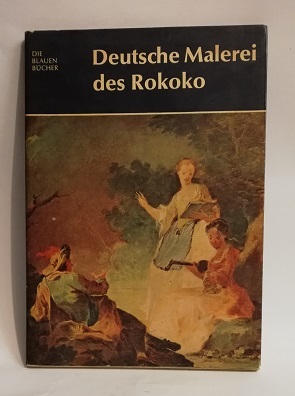 DIE
BLAUEN
BÜCHER
Deutsche Malerei
des Rokoko